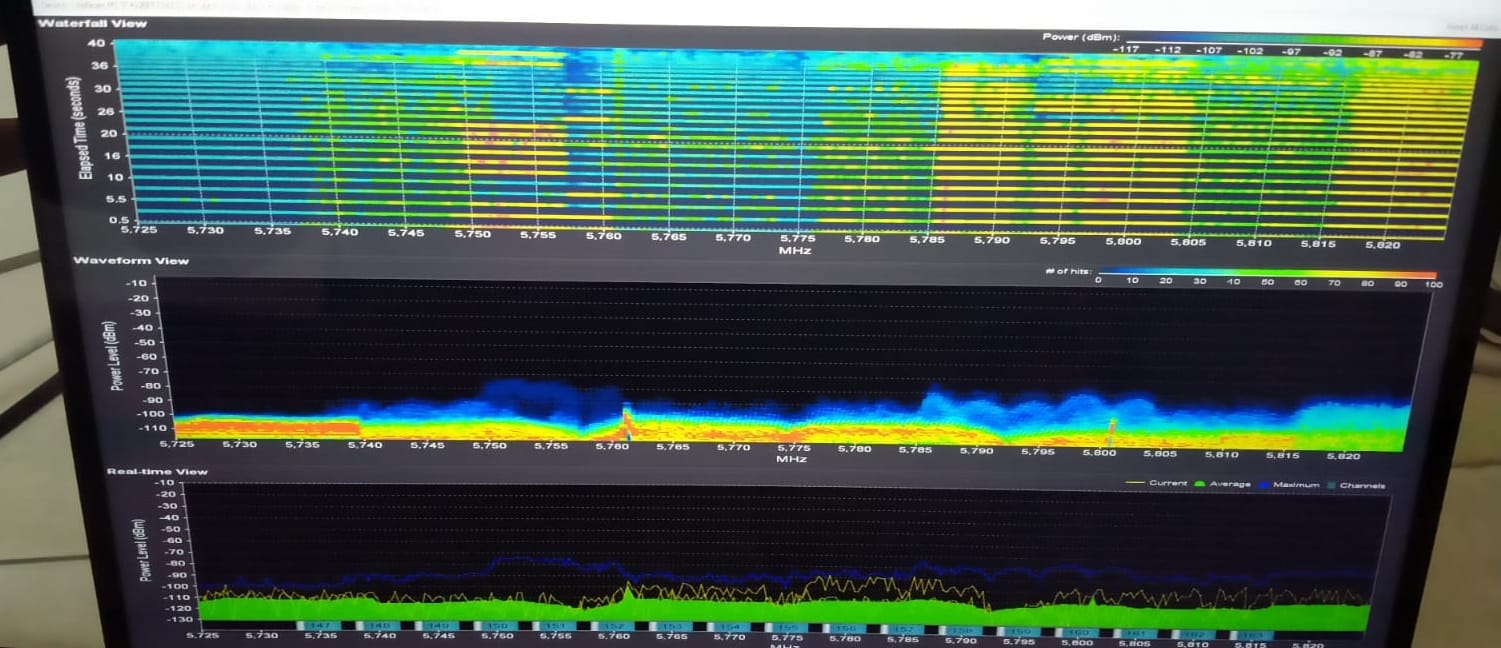 Waterfall View
Power (dBm):
-117 -112 -107 -102 -97 -92 -87 -82 -77
Elapsed Time (seconds)
40
36
30
26
20
16
10
5.5
0.5
5,725 5,730 5,735 5,740 5,745 5,750 5,755 5,760 5,765 5,770 5,775 5,780 5,785 5,790 5,795 5,800 5,805 5,810 5,815 5,820
MHz
Waveform View
# of hits:
0 10 20 30 40 50 60 70 80 90 100
Power Level (dBm)
-10
-20
-30
-40
-50
-60
-70
-80
-90
-100
-110
5,725 5,730 5,735 5,740 5,745 5,750 5,755 5,760 5,765 5,770 5,775 5,780 5,785 5,790 5,795 5,800 5,805 5,810 5,815 5,820
MHz
Real-time View
Current Average Maximum Channels
Power Level (dBm)
-10
-20
-30
-40
-50
-60
-70
-80
-90
-100
-110
-120
-130
147 148 149 150 151 152 153 154 155 156 157 158 159 160 161 162 163
5,725 5,730 5,735 5,740 5,745 5,750 5,755 5,760 5,765 5,770 5,775 5,780 5,785 5,790 5,795 5,800 5,805 5,810 5,815 5,820
MHz